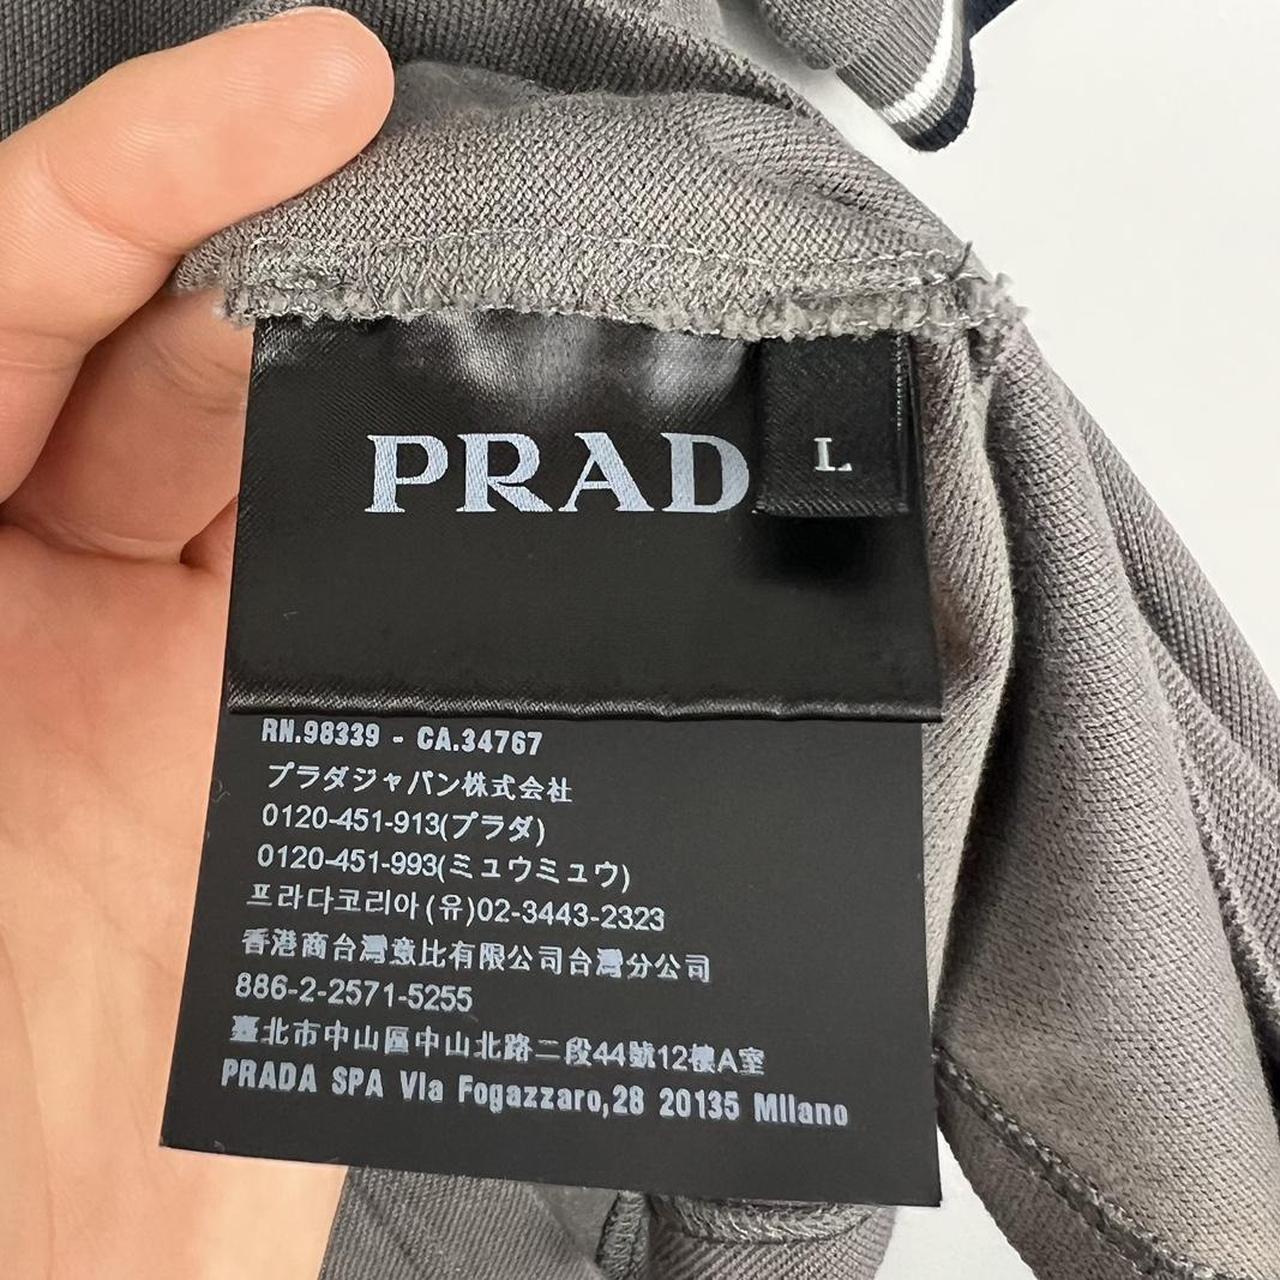 PRAD
L
RN.98339 - CA.34767
プラダジャパン株式会社
0120-451-913(プラダ)
0120-451-993(ミュウミュウ)
프라다코리아(유)02-3443-2323
香港商台灣意比有限公司台灣分公司
886-2-2571-5255
臺北市中山區中山北路二段44號12樓A室
PRADA SPA Via Fogazzaro,28 20135 Milano